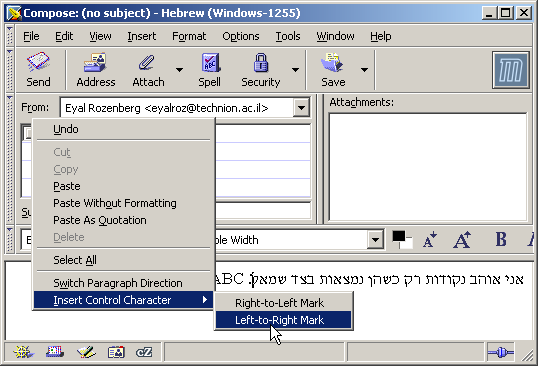 Compose: (no subject) - Hebrew (Windows-1255)
File Edit View Insert Format Options Tools Window Help
Send Address Attach Spell Security Save
From: Eyal Rozenberg <eyalroz@technion.ac.il>
Attachments:
Undo
Cut
Copy
Paste
Paste Without Formatting
Paste As Quotation
Delete
Select All
Switch Paragraph Direction
Insert Control Character
Right-to-Left Mark
Left-to-Right Mark
Su
B ble Width A A B
אני אוהב נקודות רק כשהן נמצאות בצד שמאל. ABC